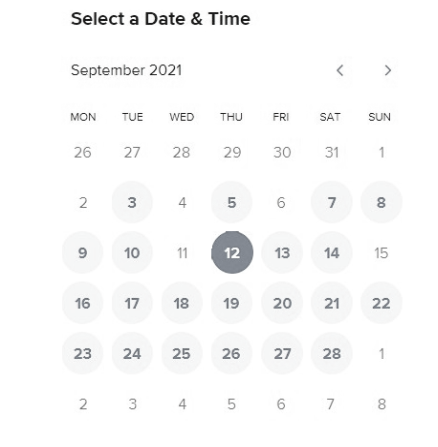 Select a Date & Time
September 2021
MON TUE WED THU FRI SAT SUN
26 27 28 29 30 31 1
2 3 4 5 6 7 8
9 10 11 12 13 14 15
16 17 18 19 20 21 22
23 24 25 26 27 28 1
2 3 4 5 6 7 8